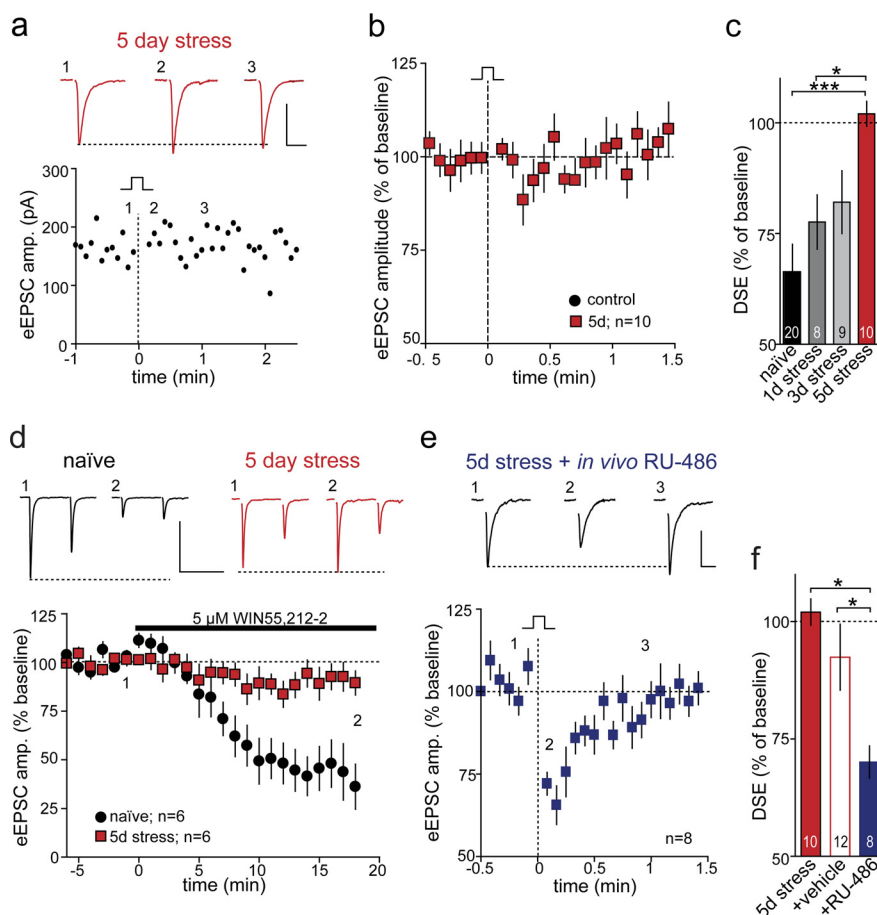 a
5 day stress
1 2 3
300
200
100
0
eEPSC amp. (pA)
1 2 3
-1 0 1 2
time (min)
b
125
100
75
50
eEPSC amplitude (% of baseline)
control
5d; n=10
-0. 5 0 0.5 1.0 1.5
time (min)
c
* 
***
100
75
50
DSE (% of baseline)
20 8 9 10
naïve
1d stress
3d stress
5d stress
d
naïve
5 day stress
1 2 1 2
5 µM WIN55,212-2
125
100
75
50
25
0
eEPSC amp. (% baseline)
1
2
naïve; n=6
5d stress; n=6
-5 0 5 10 15 20
time (min)
e
5d stress + in vivo RU-486
1 2 3
125
100
75
50
eEPSC amp. (% baseline)
1 2 3
n=8
-0.5 0 0.5 1 1.5
time (min)
f
*
*
100
75
50
DSE (% of baseline)
10 12 8
5d stress
+vehicle
+RU-486